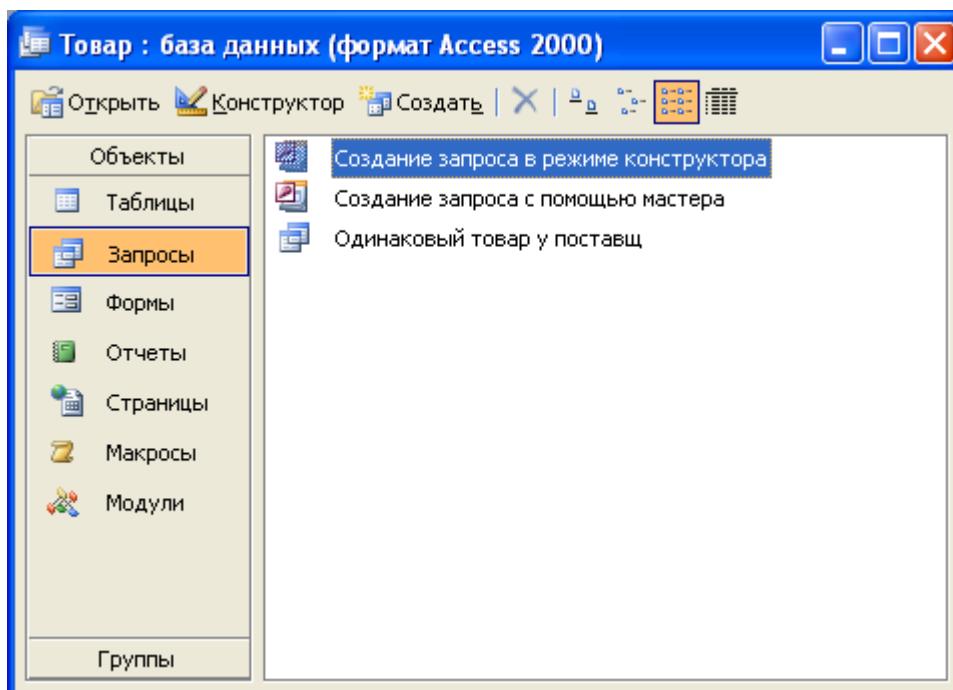 Товар : база данных (формат Access 2000)
Открыть Конструктор Создать
Объекты
Таблицы
Запросы
Формы
Отчеты
Страницы
Макросы
Модули
Группы
Создание запроса в режиме конструктора
Создание запроса с помощью мастера
Одинаковый товар у поставщ